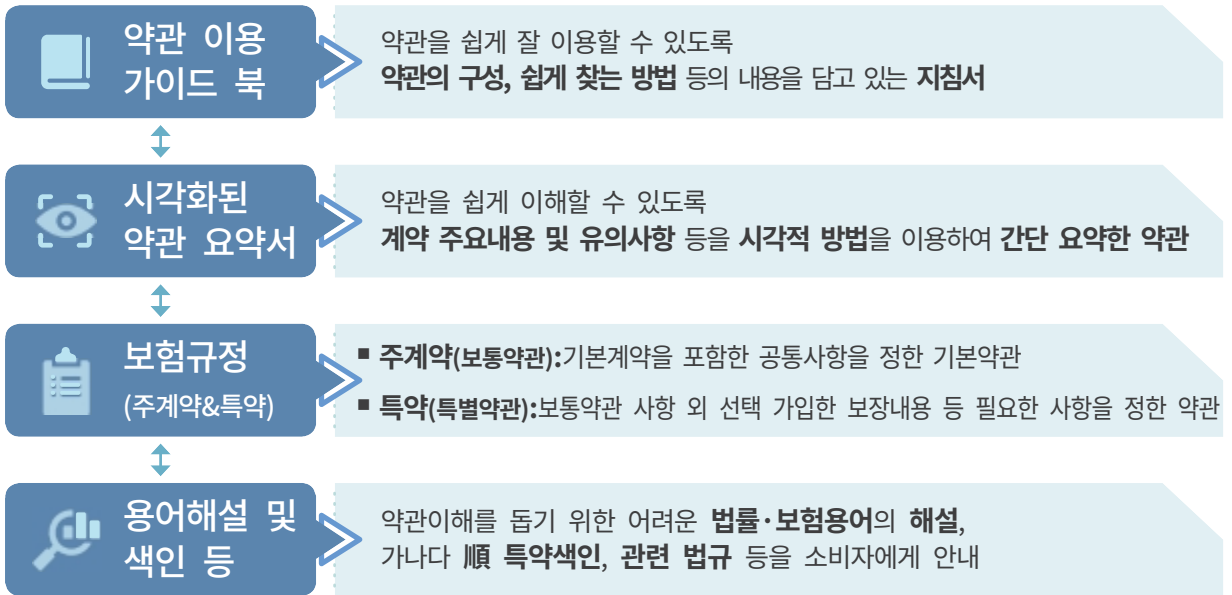 약관 이용
가이드 북
약관을 쉽게 잘 이용할 수 있도록
약관의 구성, 쉽게 찾는 방법 등의 내용을 담고 있는 지침서
시각화된
약관 요약서
약관을 쉽게 이해할 수 있도록
계약 주요내용 및 유의사항 등을 시각적 방법을 이용하여 간단 요약한 약관
보험규정
(주계약&특약)
▪ 주계약(보통약관):기본계약을 포함한 공통사항을 정한 기본약관
▪ 특약(특별약관):보통약관 사항 외 선택 가입한 보장내용 등 필요한 사항을 정한 약관
용어해설 및
색인 등
약관이해를 돕기 위한 어려운 법률·보험용어의 해설,
가나다 順 특약색인, 관련 법규 등을 소비자에게 안내